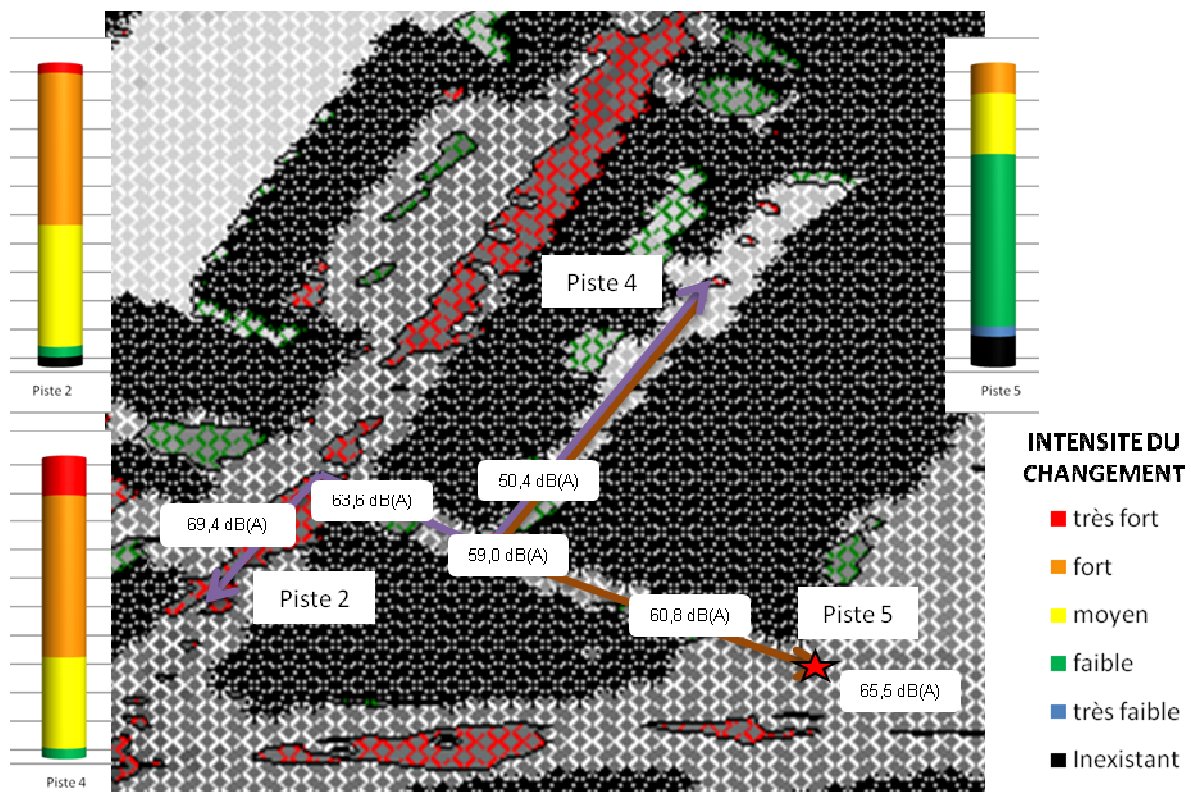 Piste 2
Piste 4
Piste 5
Piste 4
50,4 dB(A)
63,6 dB(A)
69,4 dB(A)
59,0 dB(A)
Piste 2
60,8 dB(A)
Piste 5
65,5 dB(A)
INTENSITE DU
CHANGEMENT
très fort
fort
moyen
faible
très faible
Inexistant